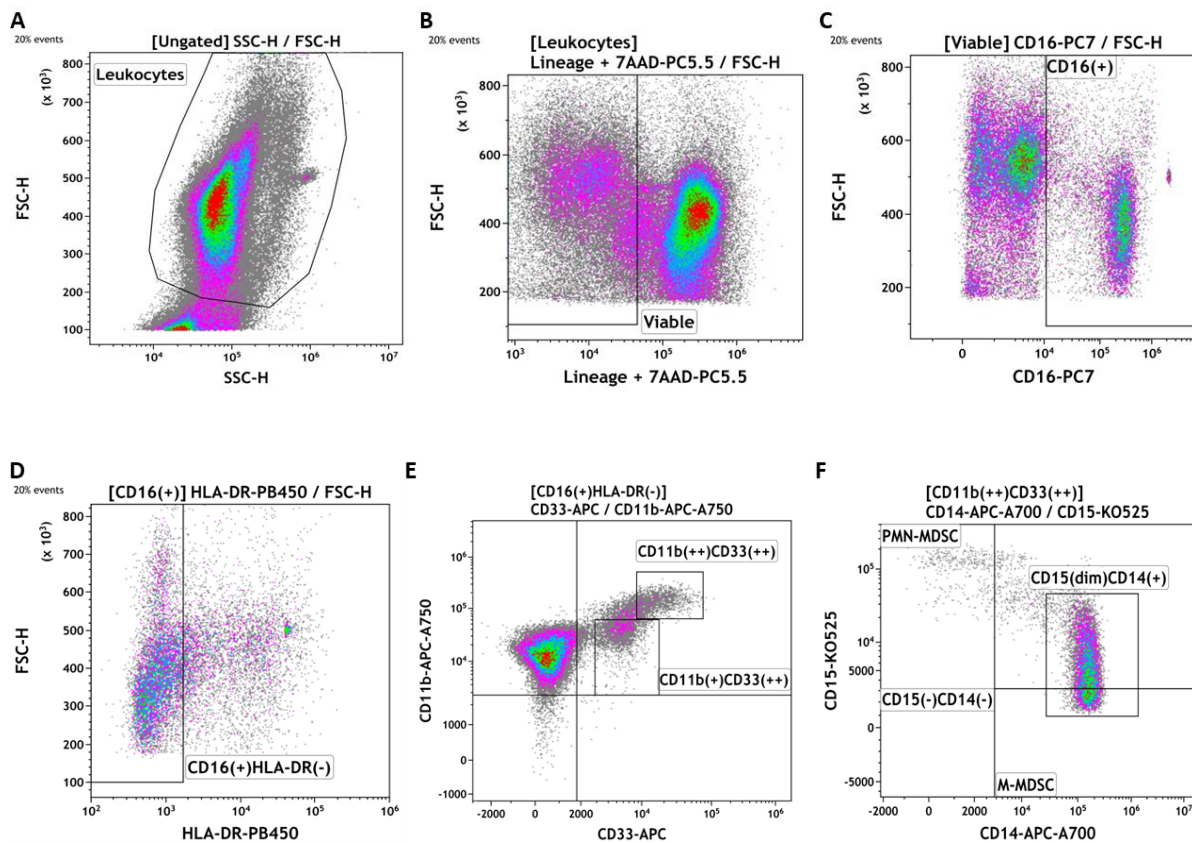 A
20% events
[Ungated] SSC-H / FSC-H
Leukocytes
(x 10³)
FSC-H
800
700
600
500
400
300
200
100
10⁴ 10⁵ 10⁶ 10⁷
SSC-H
B
20% events
[Leukocytes]
Lineage + 7AAD-PC5.5 / FSC-H
(x 10³)
FSC-H
800
600
400
200
Viable
10³ 10⁴ 10⁵ 10⁶
Lineage + 7AAD-PC5.5
C
20% events
[Viable] CD16-PC7 / FSC-H
CD16(+)
(x 10³)
FSC-H
800
600
400
200
0 10⁴ 10⁵ 10⁶
CD16-PC7
D
20% events
[CD16(+)] HLA-DR-PB450 / FSC-H
(x 10³)
FSC-H
800
700
600
500
400
300
200
100
CD16(+)HLA-DR(-)
10² 10³ 10⁴ 10⁵ 10⁶
HLA-DR-PB450
E
[CD16(+)HLA-DR(-)]
CD33-APC / CD11b-APC-A750
CD11b-APC-A750
10⁶
10⁵
10⁴
1000
0
-1000
CD11b(++)CD33(++)
CD11b(+)CD33(++)
-2000 0 2000 10⁴ 10⁵ 10⁶
CD33-APC
F
[CD11b(++)CD33(++)]
CD14-APC-A700 / CD15-KO525
PMN-MDSC
CD15(dim)CD14(+)
CD15-KO525
10⁵
10⁴
5000
0
-5000
CD15(-)CD14(-)
M-MDSC
-2000 0 2000 10⁴ 10⁵ 10⁶ 10⁷
CD14-APC-A700